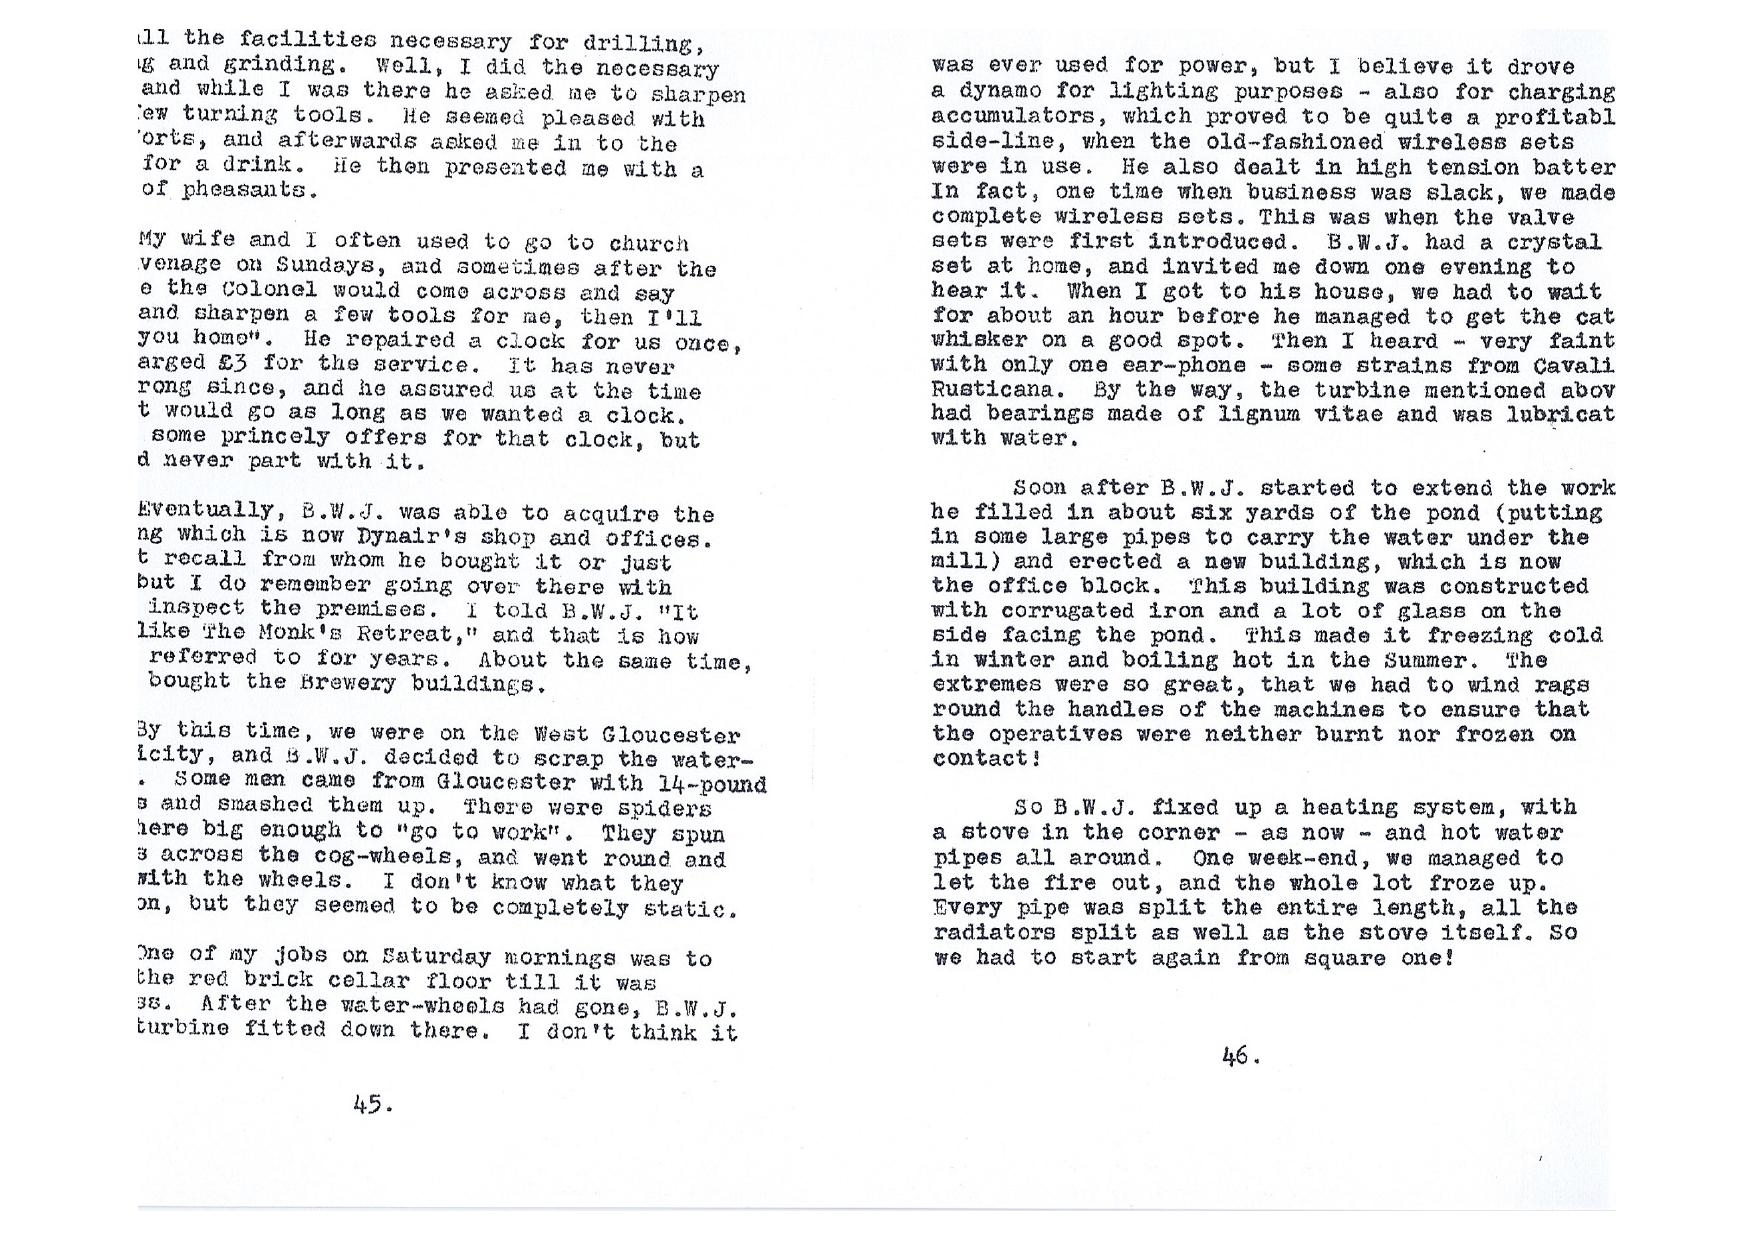 all the facilities necessary for drilling,
g and grinding. Well, I did the necessary
and while I was there he asked me to sharpen
few turning tools. He seemed pleased with
orts, and afterwards asked me in to the
for a drink. He then presented me with a
of pheasants.
My wife and I often used to go to church
venage on Sundays, and sometimes after the
e the Colonel would come across and say
and sharpen a few tools for me, then I'll
you home". He repaired a clock for us once,
arged £3 for the service. It has never
rong since, and he assured us at the time
t would go as long as we wanted a clock.
some princely offers for that clock, but
d never part with it.
Eventually, B.W.J. was able to acquire the
ng which is now Dynair's shop and offices.
t recall from whom he bought it or just
but I do remember going over there with
inspect the premises. I told B.W.J. "It
like The Monk's Retreat," and that is how
referred to for years. About the same time,
bought the Brewery buildings.
By this time, we were on the West Gloucester
icity, and B.W.J. decided to scrap the water-
. Some men came from Gloucester with 14-pound
s and smashed them up. There were spiders
here big enough to "go to work". They spun
s across the cog-wheels, and went round and
with the wheels. I don't know what they
on, but they seemed to be completely static.
One of my jobs on Saturday mornings was to
the red brick cellar floor till it was
ss. After the water-wheels had gone, B.W.J.
turbine fitted down there. I don't think it
45.
was ever used for power, but I believe it drove
a dynamo for lighting purposes - also for charging
accumulators, which proved to be quite a profitabl
side-line, when the old-fashioned wireless sets
were in use. He also dealt in high tension batter
In fact, one time when business was slack, we made
complete wireless sets. This was when the valve
sets were first introduced. B.W.J. had a crystal
set at home, and invited me down one evening to
hear it. When I got to his house, we had to wait
for about an hour before he managed to get the cat
whisker on a good spot. Then I heard - very faint
with only one ear-phone - some strains from Cavali
Rusticana. By the way, the turbine mentioned abov
had bearings made of lignum vitae and was lubricat
with water.
Soon after B.W.J. started to extend the work
he filled in about six yards of the pond (putting
in some large pipes to carry the water under the
mill) and erected a new building, which is now
the office block. This building was constructed
with corrugated iron and a lot of glass on the
side facing the pond. This made it freezing cold
in winter and boiling hot in the Summer. The
extremes were so great, that we had to wind rags
round the handles of the machines to ensure that
the operatives were neither burnt nor frozen on
contact!
So B.W.J. fixed up a heating system, with
a stove in the corner - as now - and hot water
pipes all around. One week-end, we managed to
let the fire out, and the whole lot froze up.
Every pipe was split the entire length, all the
radiators split as well as the stove itself. So
we had to start again from square one!
46.